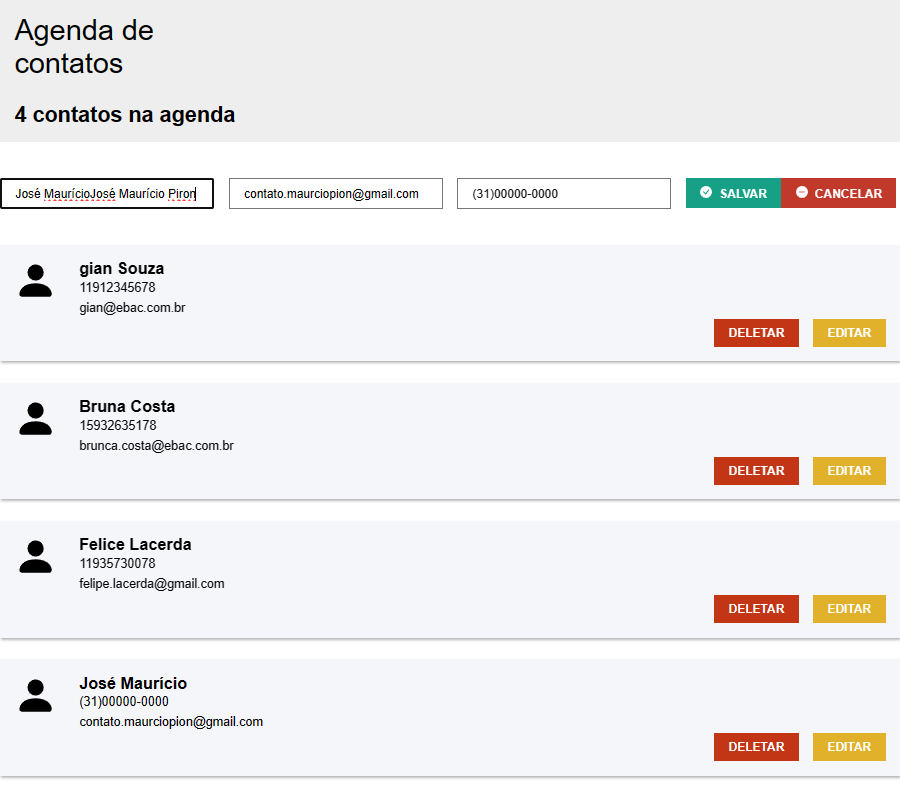 Agenda de
contatos
4 contatos na agenda
José MaurícioJosé Maurício Piron contato.maurciopion@gmail.com (31)00000-0000 SALVAR CANCELAR
gian Souza
11912345678
gian@ebac.com.br
DELETAR EDITAR
Bruna Costa
15932635178
brunca.costa@ebac.com.br
DELETAR EDITAR
Felice Lacerda
11935730078
felipe.lacerda@gmail.com
DELETAR EDITAR
José Maurício
(31)00000-0000
contato.maurciopion@gmail.com
DELETAR EDITAR